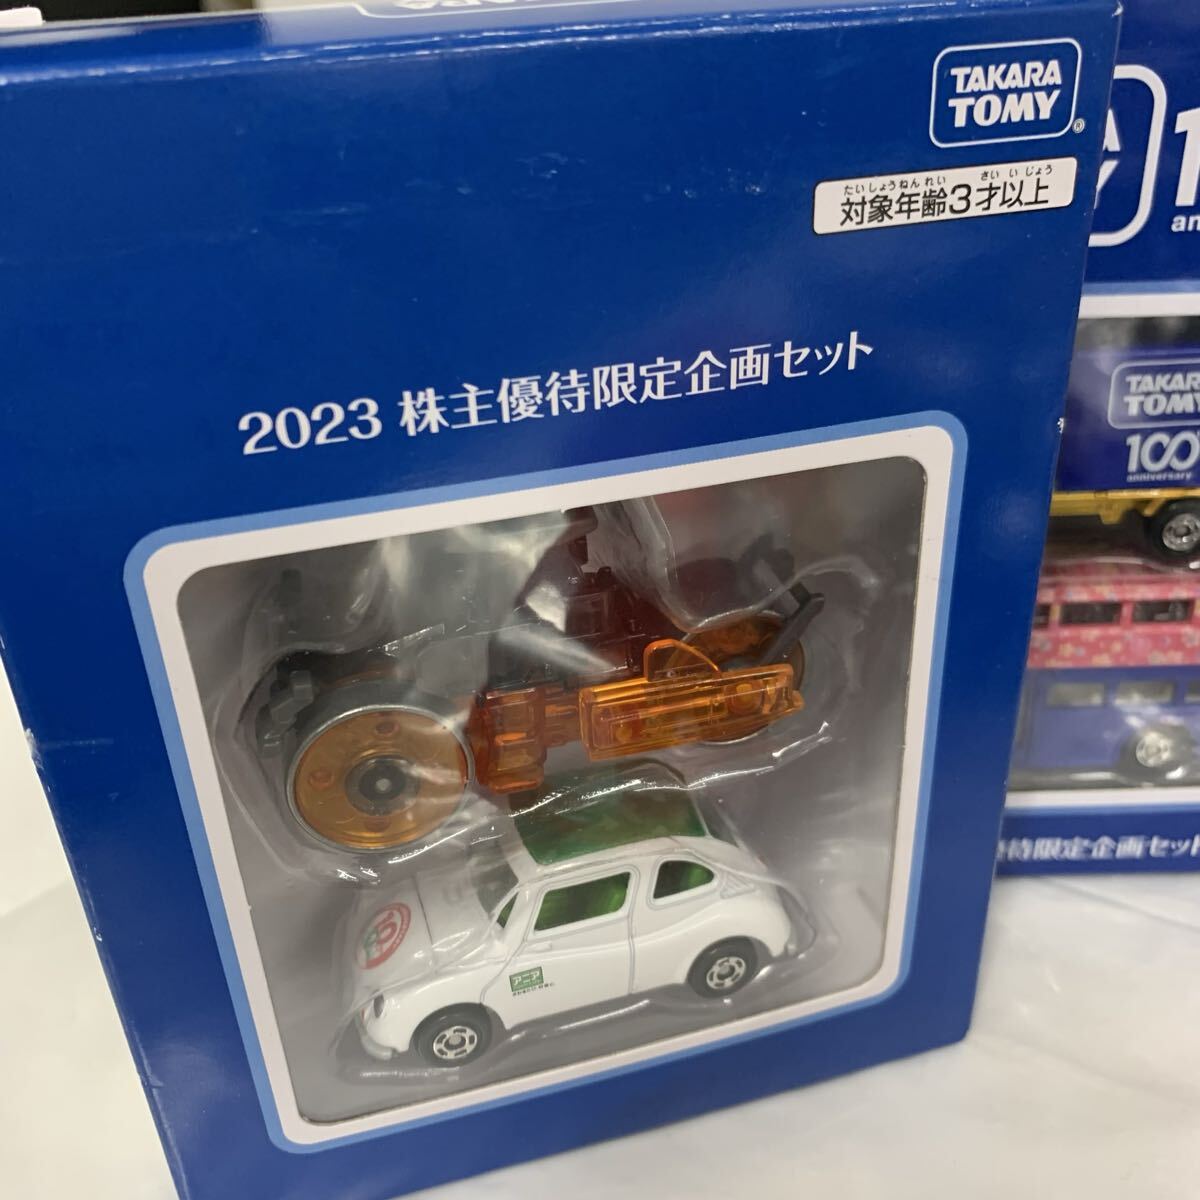 TAKARA
TOMY
®
たいしょうねんれい さいいじょう
対象年齢3才以上
2023 株主優待限定企画セット
アニア
TAKAR
TOMY
100
anniversary
待限定企画セット